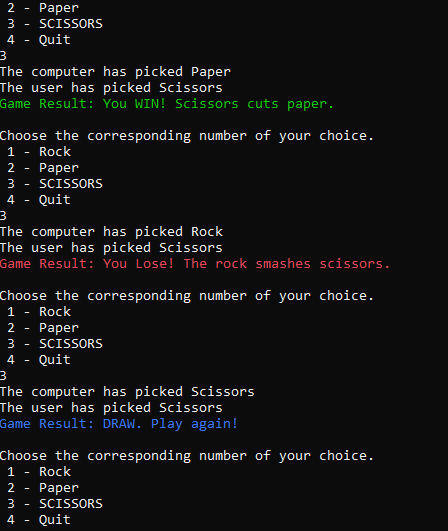 2 - Paper
3 - SCISSORS
4 - Quit
3
The computer has picked Paper
The user has picked Scissors
Game Result: You WIN! Scissors cuts paper.
Choose the corresponding number of your choice.
1 - Rock
2 - Paper
3 - SCISSORS
4 - Quit
3
The computer has picked Rock
The user has picked Scissors
Game Result: You Lose! The rock smashes scissors.
Choose the corresponding number of your choice.
1 - Rock
2 - Paper
3 - SCISSORS
4 - Quit
3
The computer has picked Scissors
The user has picked Scissors
Game Result: DRAW. Play again!
Choose the corresponding number of your choice.
1 - Rock
2 - Paper
3 - SCISSORS
4 - Quit